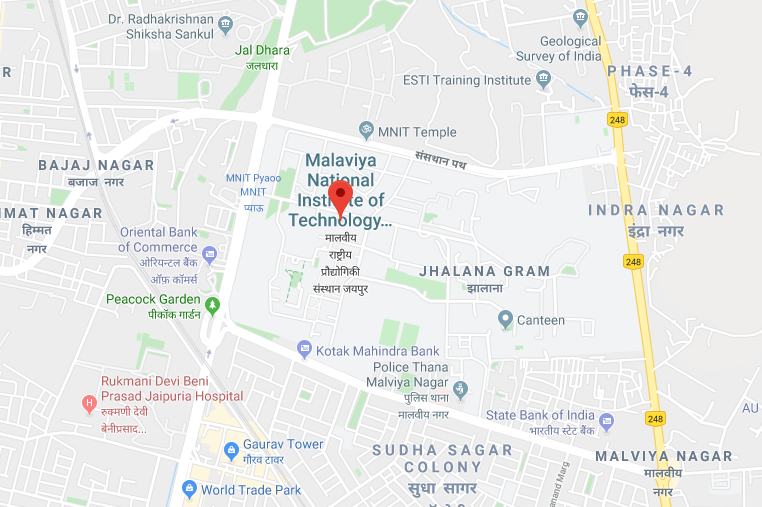 Dr. Radhakrishnan
Shiksha Sankul
Jal Dhara
जलधारा
Geological
Survey of India
PHASE-4
फेस-4
ESTI Training Institute
248
MNIT Temple
संस्थान पथ
BAJAJ NAGAR
बजाज नगर
MNIT Pyaoo
MNIT
प्याऊ
Malaviya
National
Institute of
Technology...
मालवीय
राष्ट्रीय
प्रौद्योगिकी
संस्थान जयपुर
MMAT NAGAR
हिम्मत
नगर
INDRA NAGAR
इंद्रा नगर
Oriental Bank
of Commerce
ओरियन्टल बैंक
ऑफ़ कॉमर्स
248
JHALANA GRAM
झालाना
Peacock Garden
पीकॉक गार्डन
Canteen
Kotak Mahindra Bank
Police Thana
Malviya Nagar
पुलिस थाना
मालवीय नगर
Rukmani Devi Beni
Prasad Jaipuria Hospital
रुक्मणी देवी
बेनीप्रसाद...
H
State Bank of India
भारतीय स्टेट बैंक
248
AU
Gaurav Tower
गौरव टावर
SUDHA SAGAR
COLONY
सुधा सागर
MALVIYA NAGAR
मालवीय
नगर
World Trade Park
anand Marg